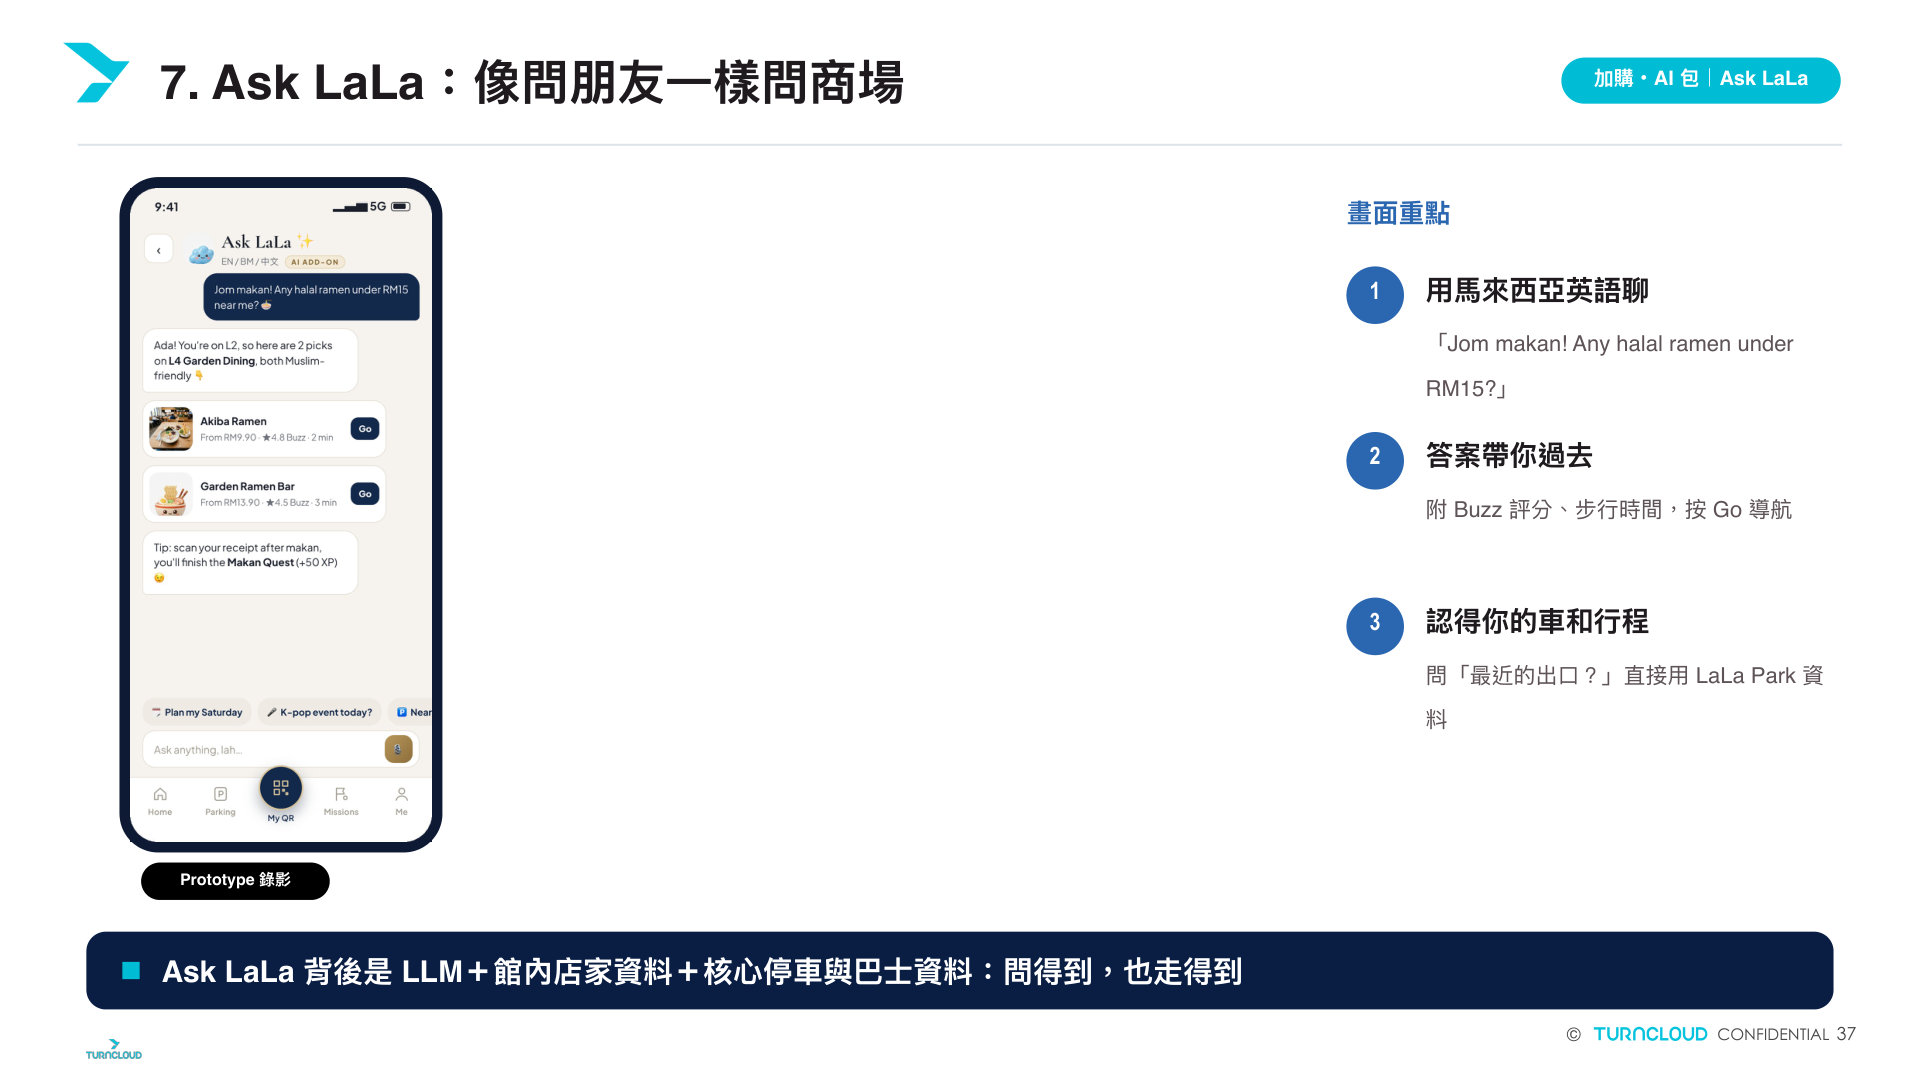 7. Ask LaLa：像問朋友一樣問商場
加購・AI 包｜Ask LaLa
9:41
5G
Ask LaLa
EN / BM / 中文
AI ADD-ON
Jom makan! Any halal ramen under RM15
near me?
Ada! You're on L2, so here are 2 picks
on L4 Garden Dining, both Muslim-
friendly
Akiba Ramen
From RM9.90 · ★4.8 Buzz · 2 min
Go
Garden Ramen Bar
From RM13.90 · ★4.5 Buzz · 3 min
Go
Tip: scan your receipt after makan,
you'll finish the Makan Quest (+50 XP)
Plan my Saturday
K-pop event today?
P Near
Ask anything, lah...
Home
P
Parking
My QR
Missions
Me
Prototype 錄影
畫面重點
1
用馬來西亞英語聊
「Jom makan! Any halal ramen under
RM15?」
2
答案帶你過去
附 Buzz 評分、步行時間，按 Go 導航
3
認得你的車和行程
問「最近的出口？」直接用 LaLa Park 資
料
Ask LaLa 背後是 LLM＋館內店家資料＋核心停車與巴士資料：問得到，也走得到
TURNCLOUD
© TURNCLOUD CONFIDENTIAL 37